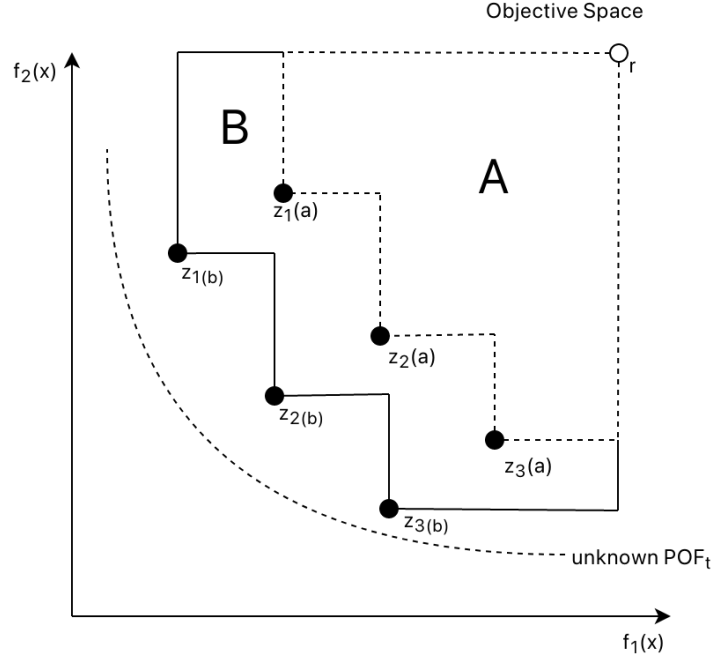 Objective Space
f₂(x)
r
B
A
z₁(a)
z₁₍b₎
z₂(a)
z₂₍b₎
z₃(a)
z₃₍b₎
unknown POFₜ
f₁(x)